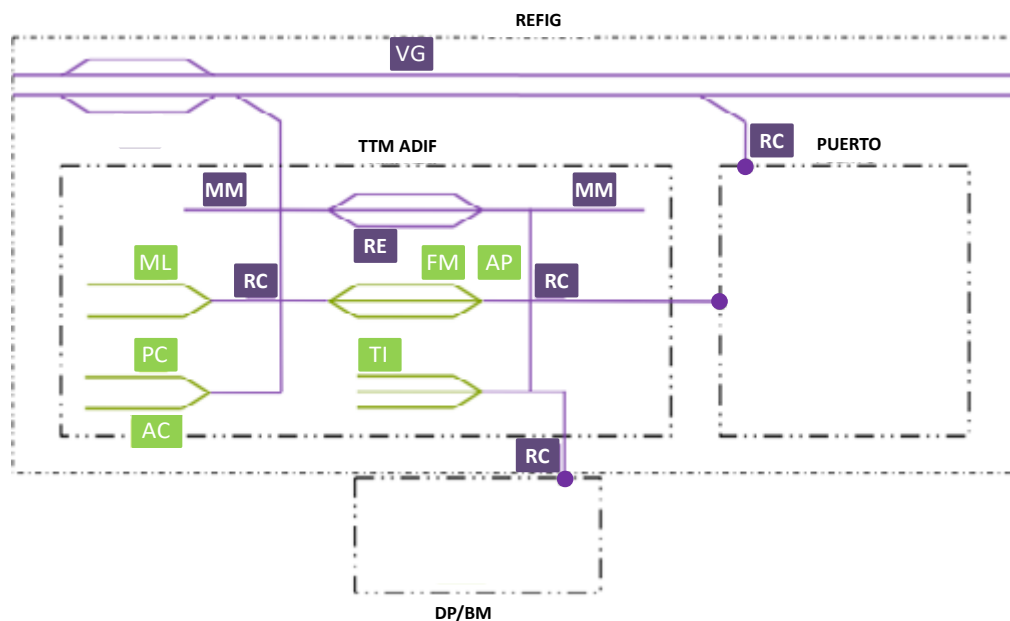 REFIG
VG
RC
TTM ADIF
PUERTO
MM
MM
RE
ML
FM
AP
RC
RC
PC
TI
AC
RC
DP/BM